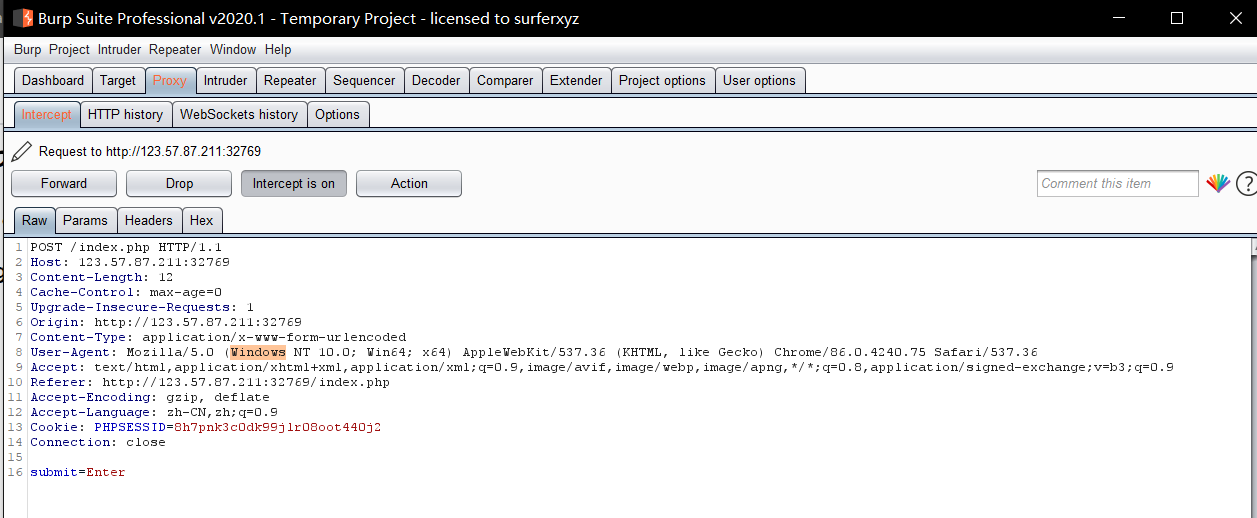 Burp Suite Professional v2020.1 - Temporary Project - licensed to surferxyz
Burp Project Intruder Repeater Window Help
Dashboard Target Proxy Intruder Repeater Sequencer Decoder Comparer Extender Project options User options
Intercept HTTP history WebSockets history Options
Request to http://123.57.87.211:32769
Forward Drop Intercept is on Action Comment this item ?
Raw Params Headers Hex
1 POST /index.php HTTP/1.1
2 Host: 123.57.87.211:32769
3 Content-Length: 12
4 Cache-Control: max-age=0
5 Upgrade-Insecure-Requests: 1
6 Origin: http://123.57.87.211:32769
7 Content-Type: application/x-www-form-urlencoded
8 User-Agent: Mozilla/5.0 (Windows NT 10.0; Win64; x64) AppleWebKit/537.36 (KHTML, like Gecko) Chrome/86.0.4240.75 Safari/537.36
9 Accept: text/html,application/xhtml+xml,application/xml;q=0.9,image/avif,image/webp,image/apng,*/*;q=0.8,application/signed-exchange;v=b3;q=0.9
10 Referer: http://123.57.87.211:32769/index.php
11 Accept-Encoding: gzip, deflate
12 Accept-Language: zh-CN,zh;q=0.9
13 Cookie: PHPSESSID=8h7pnk3c0dk99jlr08oot440j2
14 Connection: close
15
16 submit=Enter